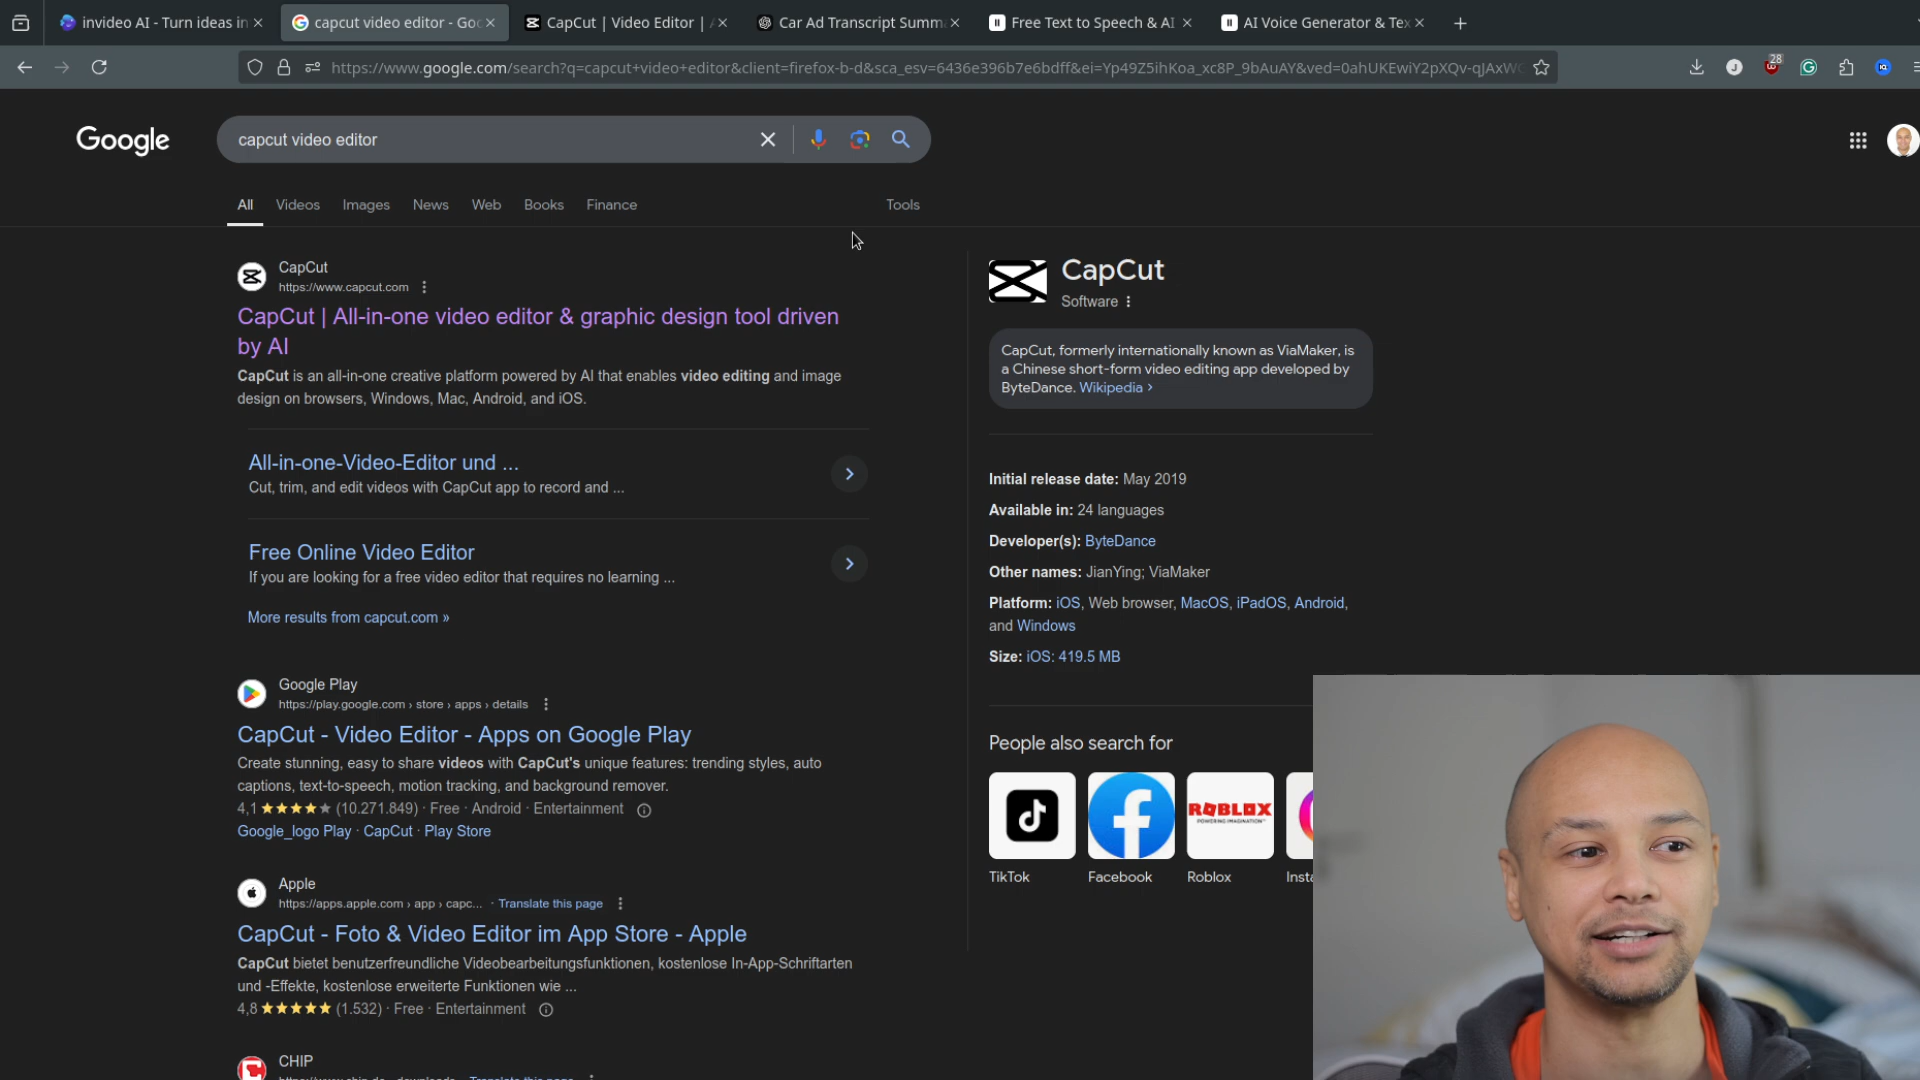 invideo AI - Turn ideas in
capcut video editor - Goo
CapCut | Video Editor | A
Car Ad Transcript Summ
Free Text to Speech & AI
AI Voice Generator & Tex
https://www.google.com/search?q=capcut+video+editor&client=firefox-b-d&sca_esv=6436e396b7e6bdff&ei=Yp49Z5ihKoa_xc8P_9bAuAY&ved=0ahUKEwiY2pXQv-qJAxWC
28
Google
capcut video editor
All
Videos
Images
News
Web
Books
Finance
Tools
CapCut
https://www.capcut.com
CapCut | All-in-one video editor & graphic design tool driven
by AI
CapCut is an all-in-one creative platform powered by AI that enables video editing and image
design on browsers, Windows, Mac, Android, and iOS.
All-in-one-Video-Editor und ...
Cut, trim, and edit videos with CapCut app to record and ...
Free Online Video Editor
If you are looking for a free video editor that requires no learning ...
More results from capcut.com »
Google Play
https://play.google.com › store › apps › details
CapCut - Video Editor - Apps on Google Play
Create stunning, easy to share videos with CapCut's unique features: trending styles, auto
captions, text-to-speech, motion tracking, and background remover.
4,1 ★★★★★ (10.271.849) · Free · Android · Entertainment
Google_logo Play · CapCut · Play Store
Apple
https://apps.apple.com › app › capc... · Translate this page
CapCut - Foto & Video Editor im App Store - Apple
CapCut bietet benutzerfreundliche Videobearbeitungsfunktionen, kostenlose In-App-Schriftarten
und -Effekte, kostenlose erweiterte Funktionen wie ...
4,8 ★★★★★ (1.532) · Free · Entertainment
CHIP
CapCut
Software
CapCut, formerly internationally known as ViaMaker, is
a Chinese short-form video editing app developed by
ByteDance. Wikipedia ›
Initial release date: May 2019
Available in: 24 languages
Developer(s): ByteDance
Other names: JianYing; ViaMaker
Platform: iOS, Web browser, MacOS, iPadOS, Android,
and Windows
Size: iOS: 419.5 MB
People also search for
ROBLOX
POWERING IMAGINATION
TikTok
Facebook
Roblox
Insta